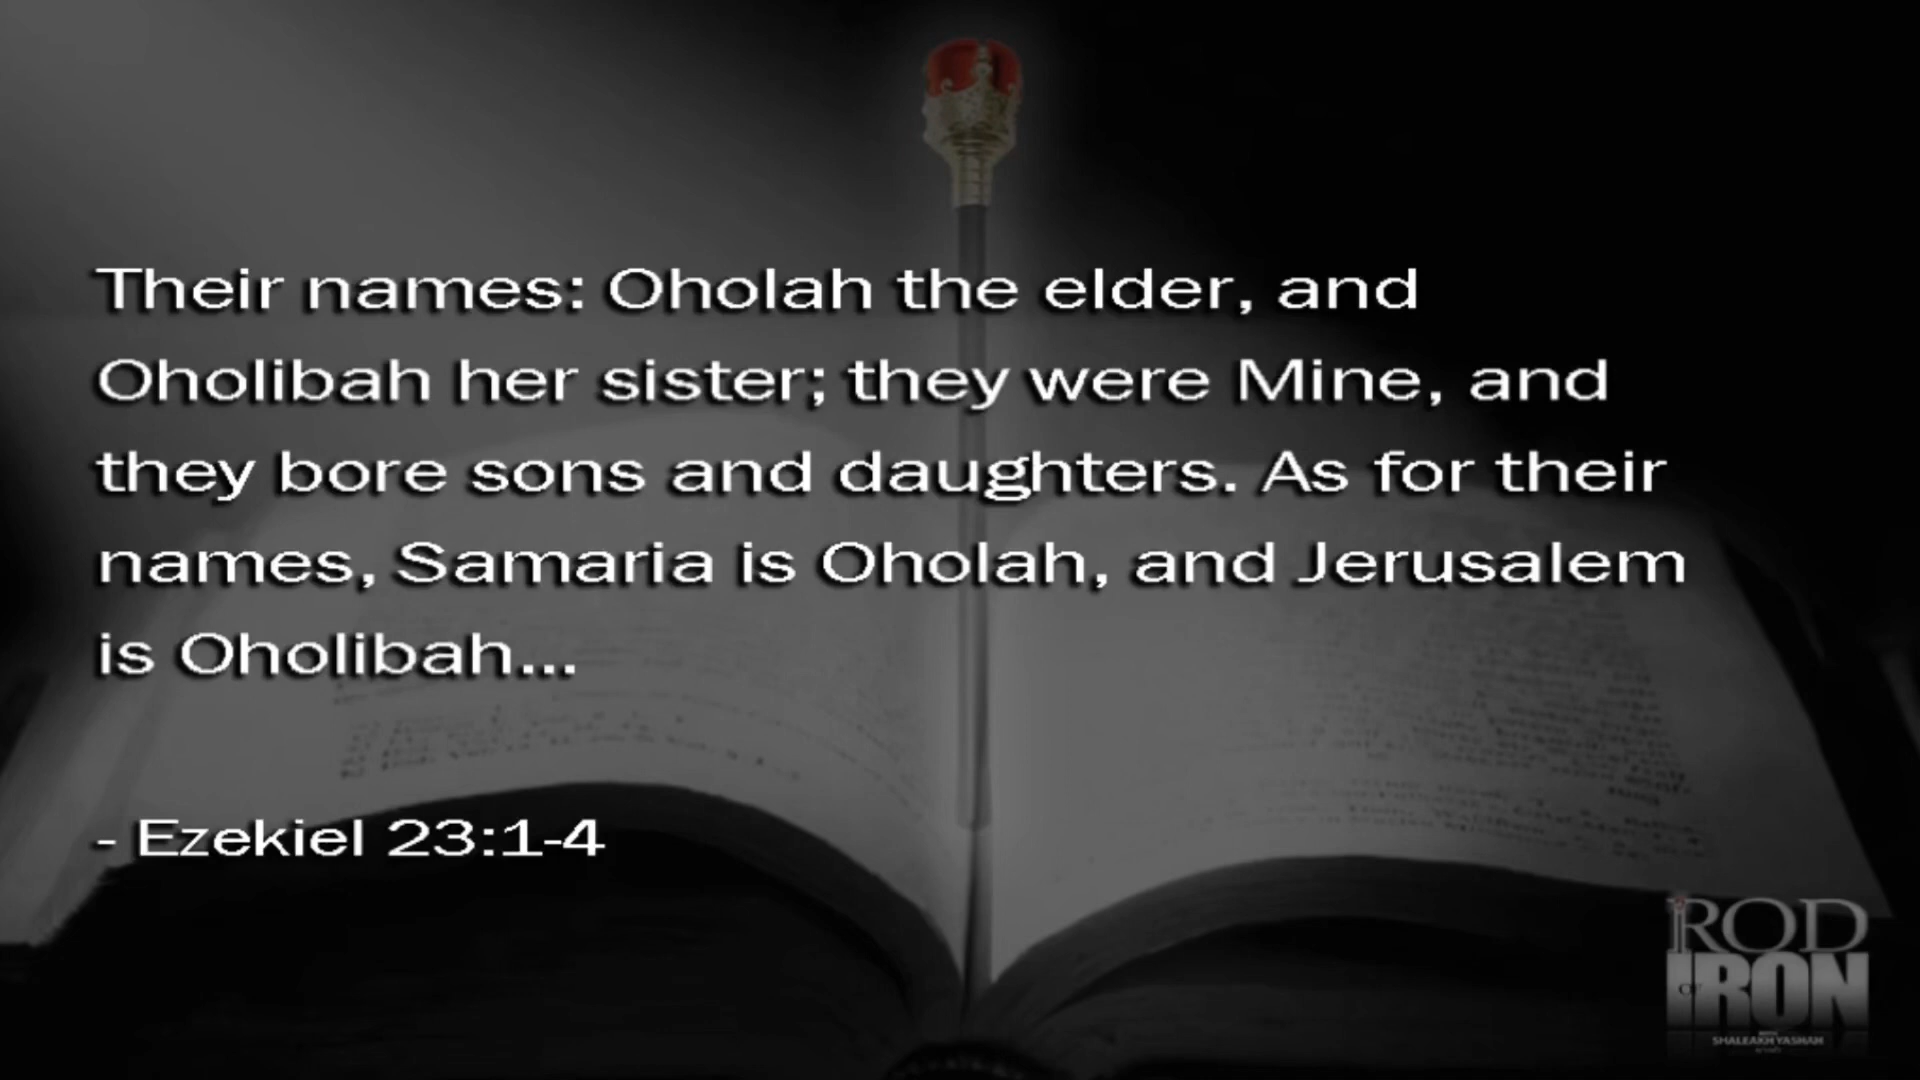 Their names: Oholah the elder, and
Oholibah her sister; they were Mine, and
they bore sons and daughters. As for their
names, Samaria is Oholah, and Jerusalem
is Oholibah...
- Ezekiel 23:1-4
ROD
OF IRON
WITH
SHALEAKH YASHAH